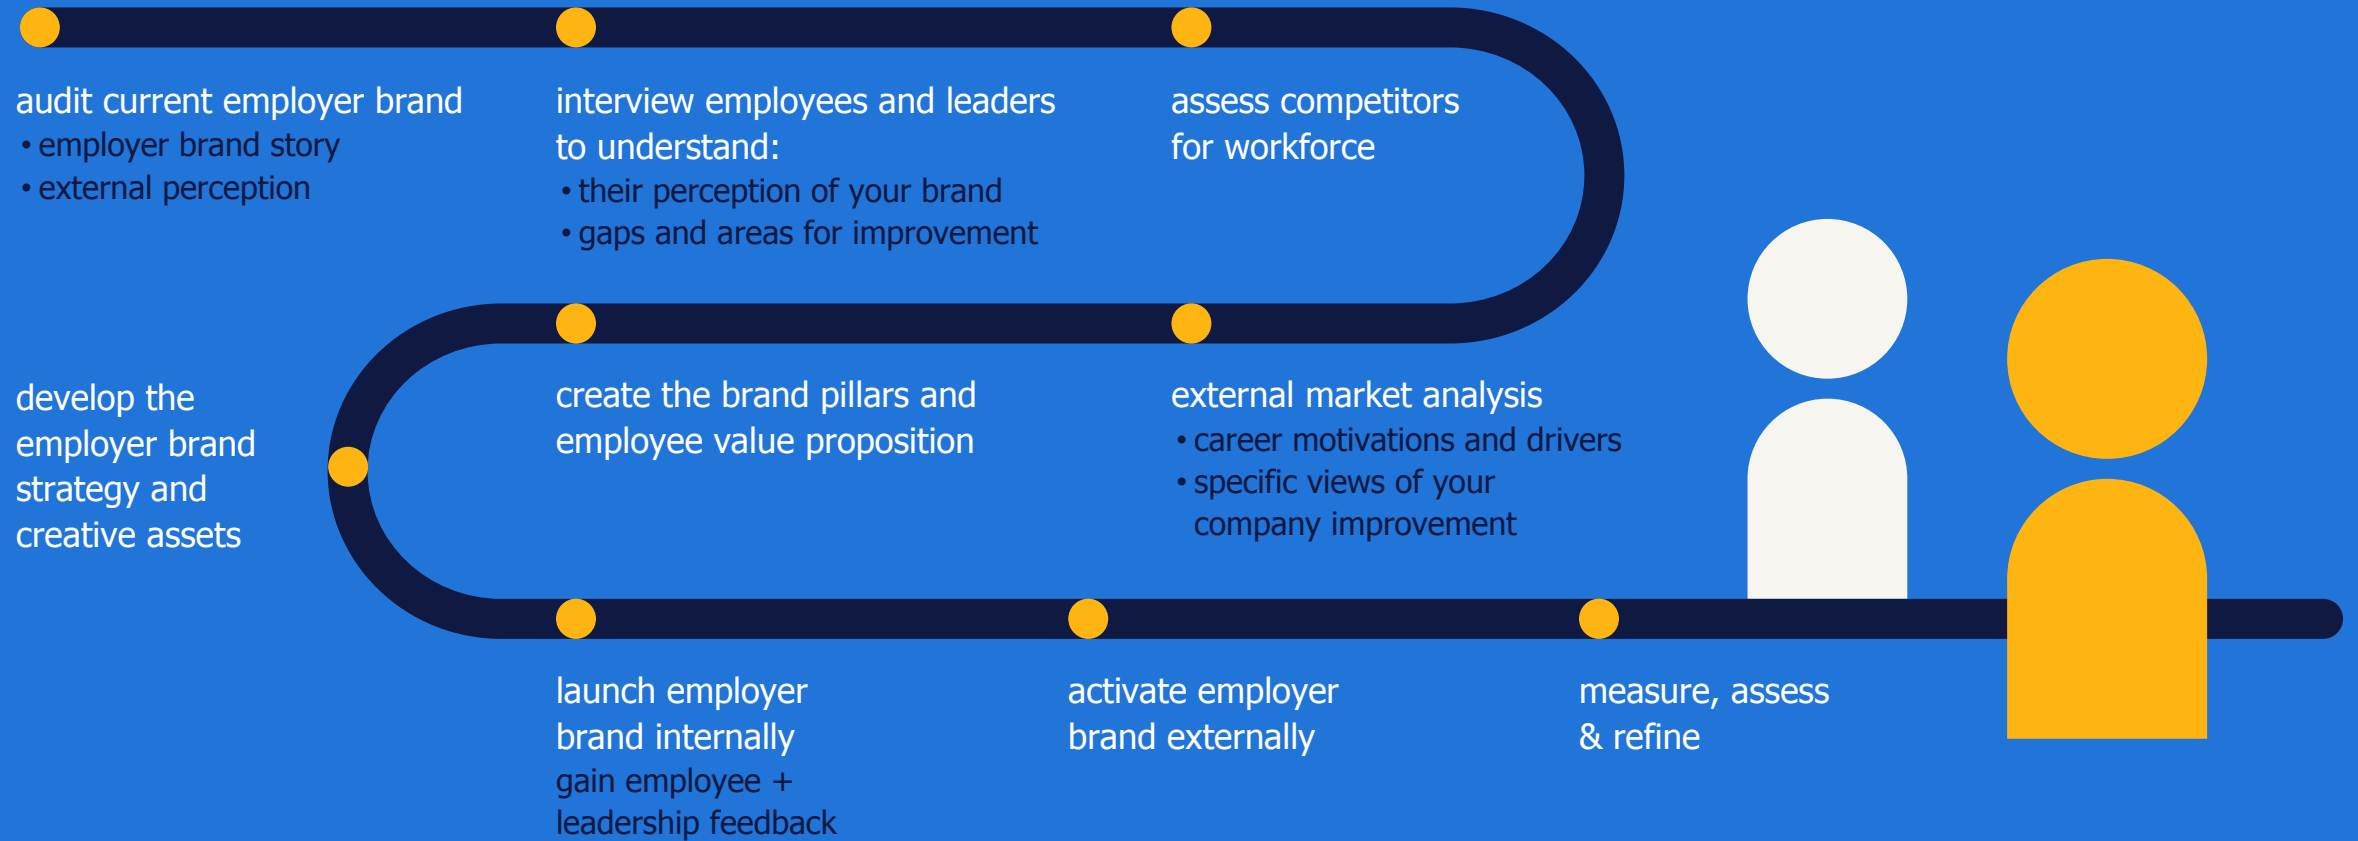 audit current employer brand
• employer brand story
• external perception
interview employees and leaders
to understand:
• their perception of your brand
• gaps and areas for improvement
assess competitors
for workforce
external market analysis
• career motivations and drivers
• specific views of your
company improvement
create the brand pillars and
employee value proposition
develop the
employer brand
strategy and
creative assets
launch employer
brand internally
gain employee +
leadership feedback
activate employer
brand externally
measure, assess
& refine